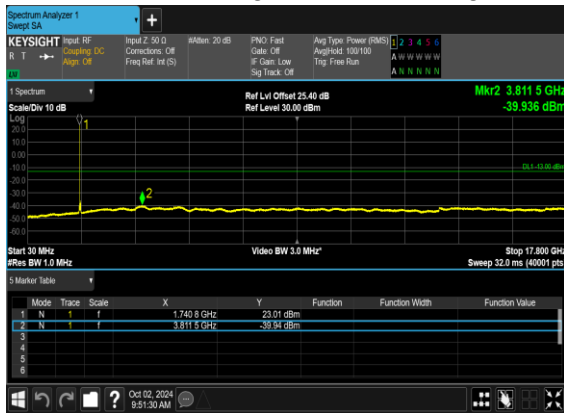 Spectrum Analyzer 1
Swept SA
+
KEYSIGHT Input: RF Input Z: 50 Ω #Atten: 20 dB PNO: Fast Avg Type: Power (RMS) 1 2 3 4 5 6
R T Coupling: DC Corrections: Off Gate: Off Avg|Hold: 100/100 A W W W W W
Align: Off Freq Ref: Int (S) IF Gain: Low Trig: Free Run
Sig Track: Off A N N N N N
1 Spectrum Ref Lvl Offset 25.40 dB Mkr2 3.811 5 GHz
Scale/Div 10 dB Ref Level 30.00 dBm -39.936 dBm
Log
20.0
10.0
0.00
-10.0
-20.0
-30.0
-40.0
-50.0
-60.0
1
DL1 -13.00 dBm
2
Start 30 MHz Video BW 3.0 MHz* Stop 17.800 GHz
#Res BW 1.0 MHz Sweep 32.0 ms (40001 pts)
5 Marker Table
Mode Trace Scale X Y Function Function Width Function Value
1 N 1 f 1.740 8 GHz 23.01 dBm
2 N 1 f 3.811 5 GHz -39.94 dBm
3
4
5
6
? Oct 02, 2024
9:51:30 AM